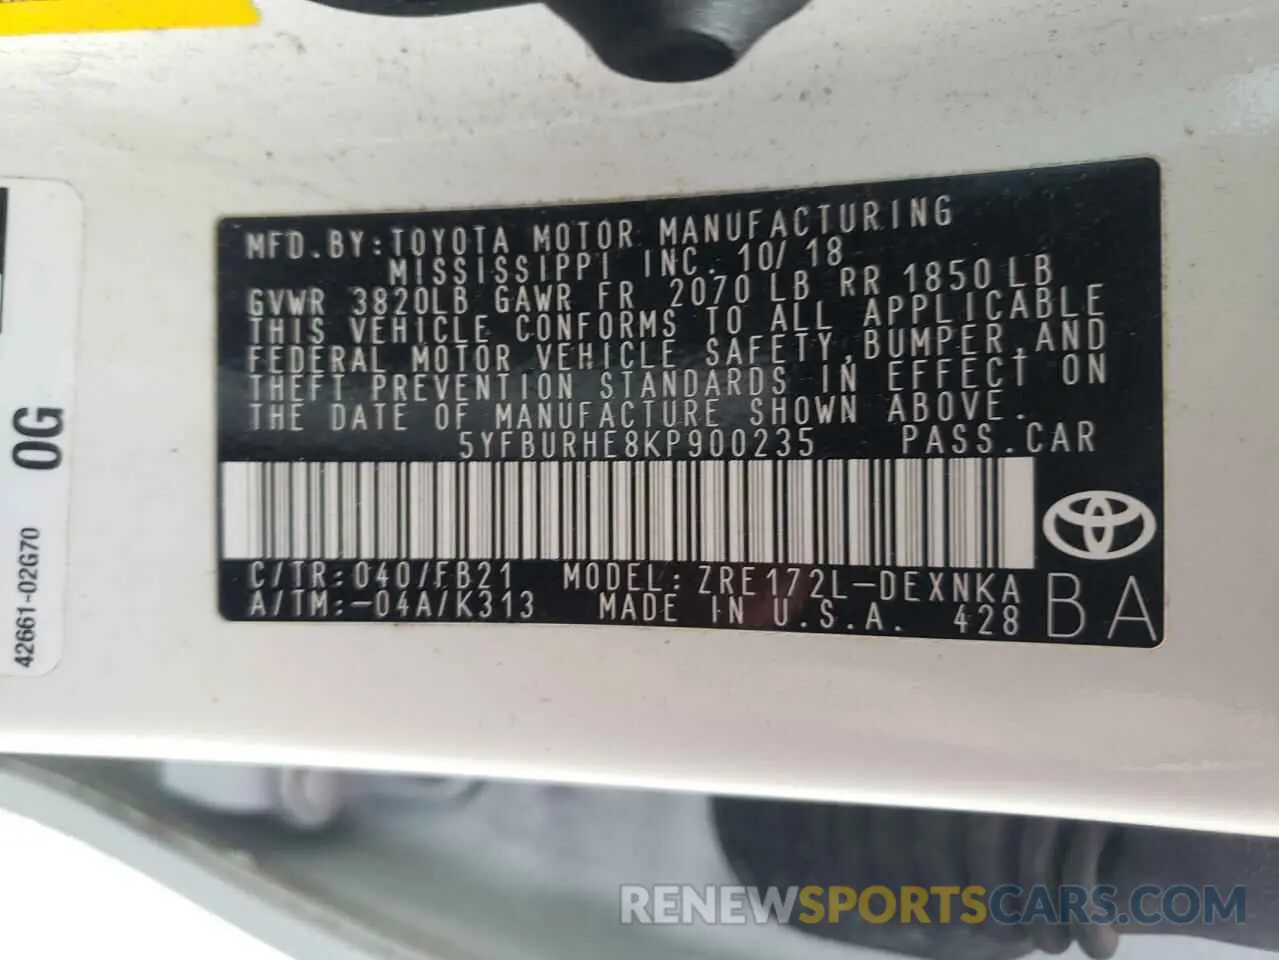 MFD.BY:TOYOTA MOTOR MANUFACTURING
MISSISSIPPI INC. 10/18
GVWR 3820LB GAWR FR 2070LB RR 1850LB
THIS VEHICLE CONFORMS TO ALL APPLICABLE
FEDERAL MOTOR VEHICLE SAFETY,BUMPER,AND
THEFT PREVENTION STANDARDS IN EFFECT ON
THE DATE OF MANUFACTURE SHOWN ABOVE.
5YFBURHE8KP900235 PASS.CAR
C/TR:040/FB21 MODEL:ZRE172L-DEXNKA
A/TM:-04A/K313 MADE IN U.S.A. 428
BA
0G
42661-02G70
RENEWSPORTSCARS.COM